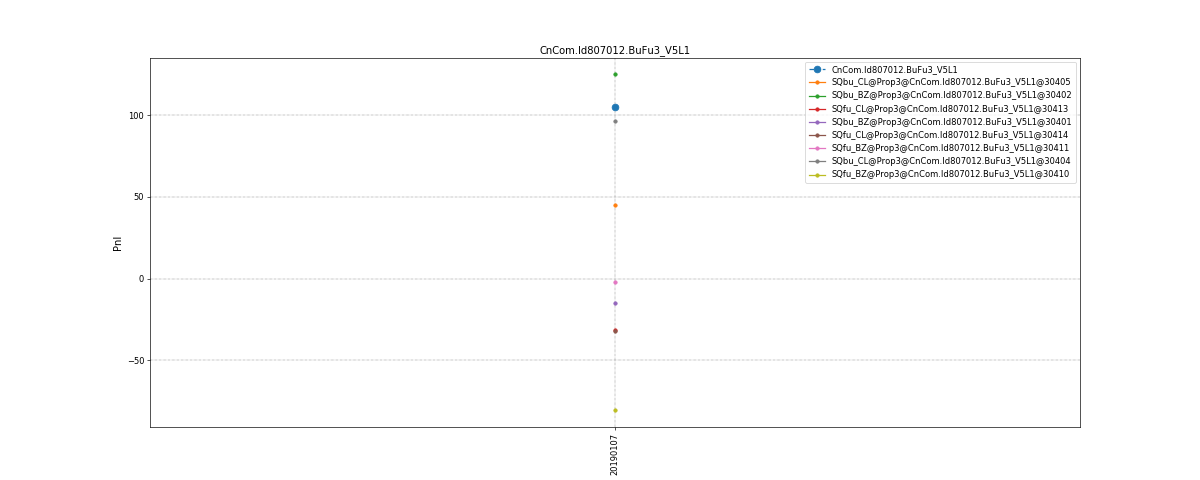 CnCom.Id807012.BuFu3_V5L1
CnCom.Id807012.BuFu3_V5L1
SQbu_CL@Prop3@CnCom.Id807012.BuFu3_V5L1@30405
SQbu_BZ@Prop3@CnCom.Id807012.BuFu3_V5L1@30402
SQfu_CL@Prop3@CnCom.Id807012.BuFu3_V5L1@30413
SQbu_BZ@Prop3@CnCom.Id807012.BuFu3_V5L1@30401
SQfu_CL@Prop3@CnCom.Id807012.BuFu3_V5L1@30414
SQfu_BZ@Prop3@CnCom.Id807012.BuFu3_V5L1@30411
SQbu_CL@Prop3@CnCom.Id807012.BuFu3_V5L1@30404
SQfu_BZ@Prop3@CnCom.Id807012.BuFu3_V5L1@30410
100
50
0
−50
Pnl
20190107